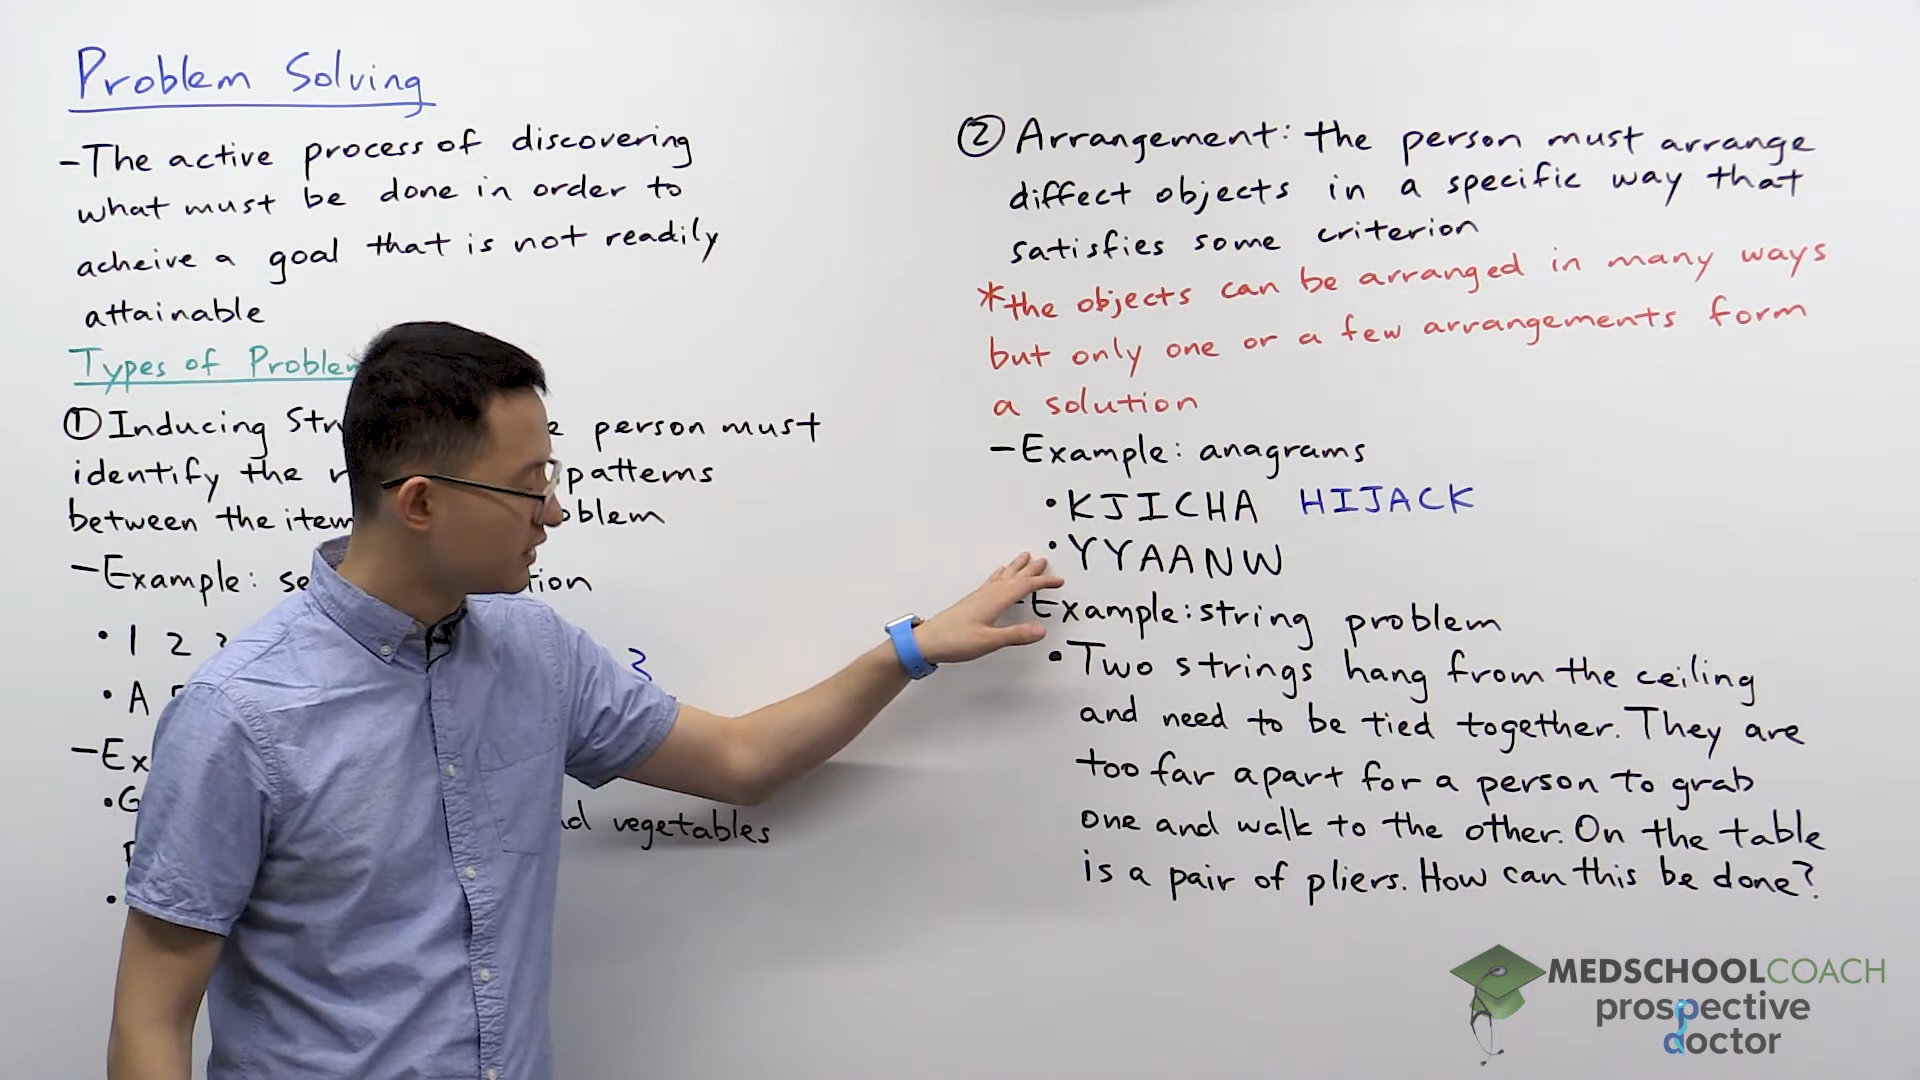 Problem Solving
-The active process of discovering
what must be done in order to
acheive a goal that is not readily
attainable
Types of
① Inducing person must
identify the patterns
between the
-Example:
• 1 2 3
• A
vegetables
② Arrangement: the person must arrange
diffect objects in a specific way that
satisfies some criterion
*the objects can be arranged in many ways
but only one or a few arrangements form
a solution
-Example: anagrams
• KJICHA HIJACK
• YYAANW
Example: string problem
• Two strings hang from the ceiling
and need to be tied together. They are
too far apart for a person to grab
one and walk to the other. On the table
is a pair of pliers. How can this be done?
MEDSCHOOLCOACH
prospective
doctor